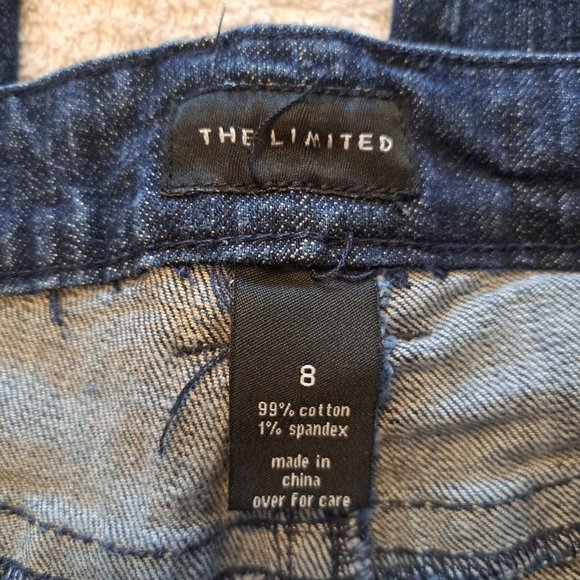 THE LIMITED
8
99% cotton
1% spandex
made in
china
over for care